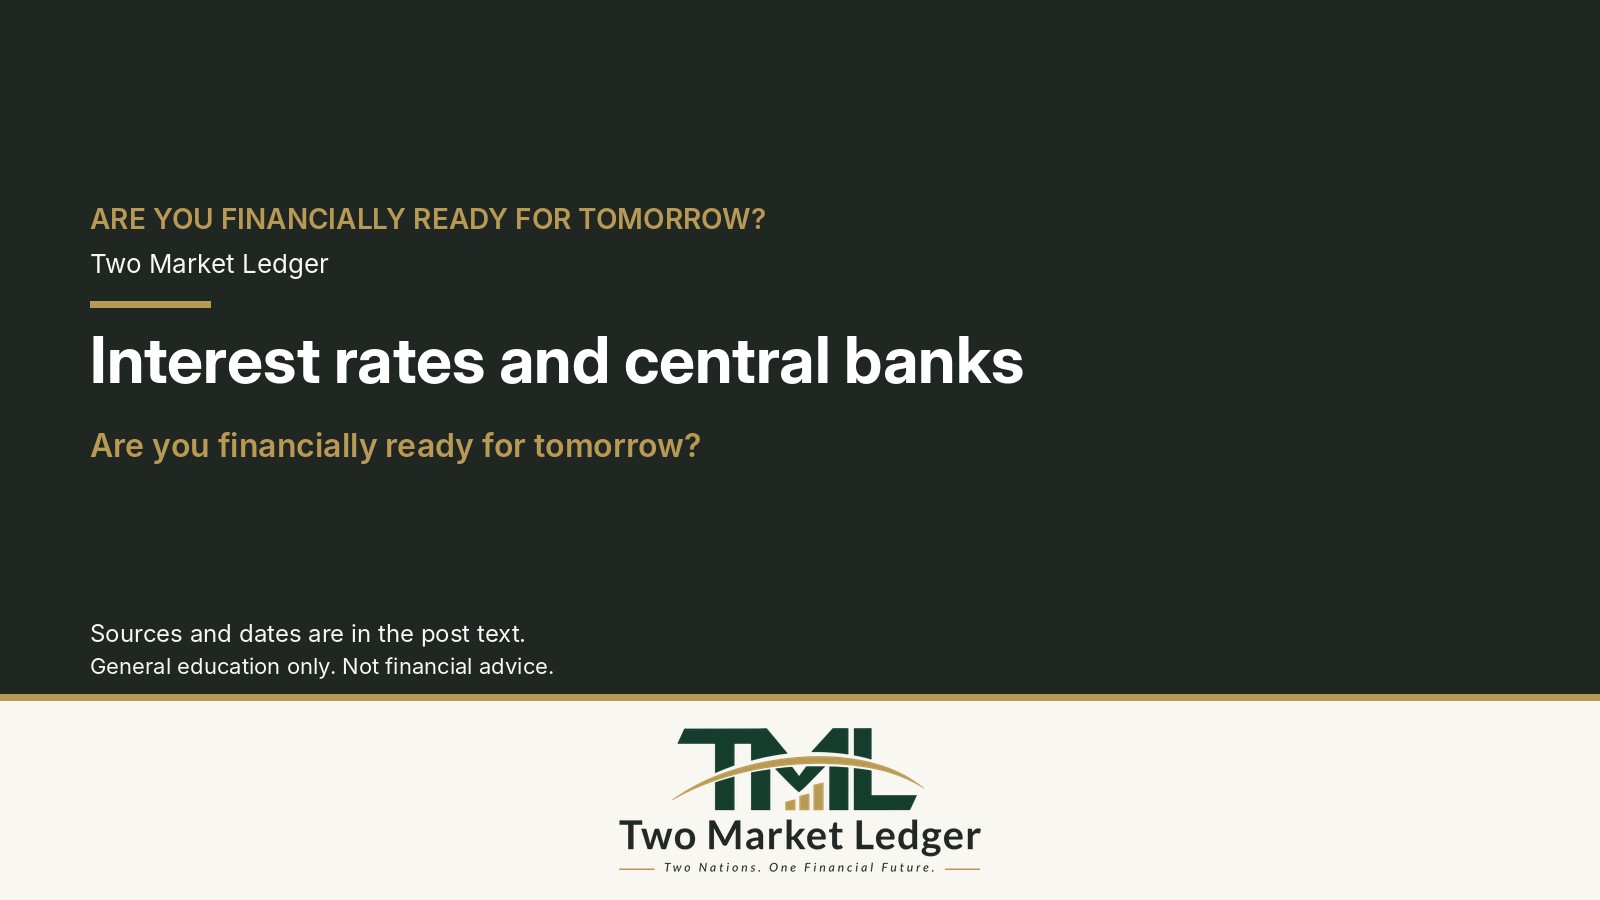 ARE YOU FINANCIALLY READY FOR TOMORROW?
Two Market Ledger
Interest rates and central banks
Are you financially ready for tomorrow?
Sources and dates are in the post text.
General education only. Not financial advice.
TML
Two Market Ledger
Two Nations. One Financial Future.